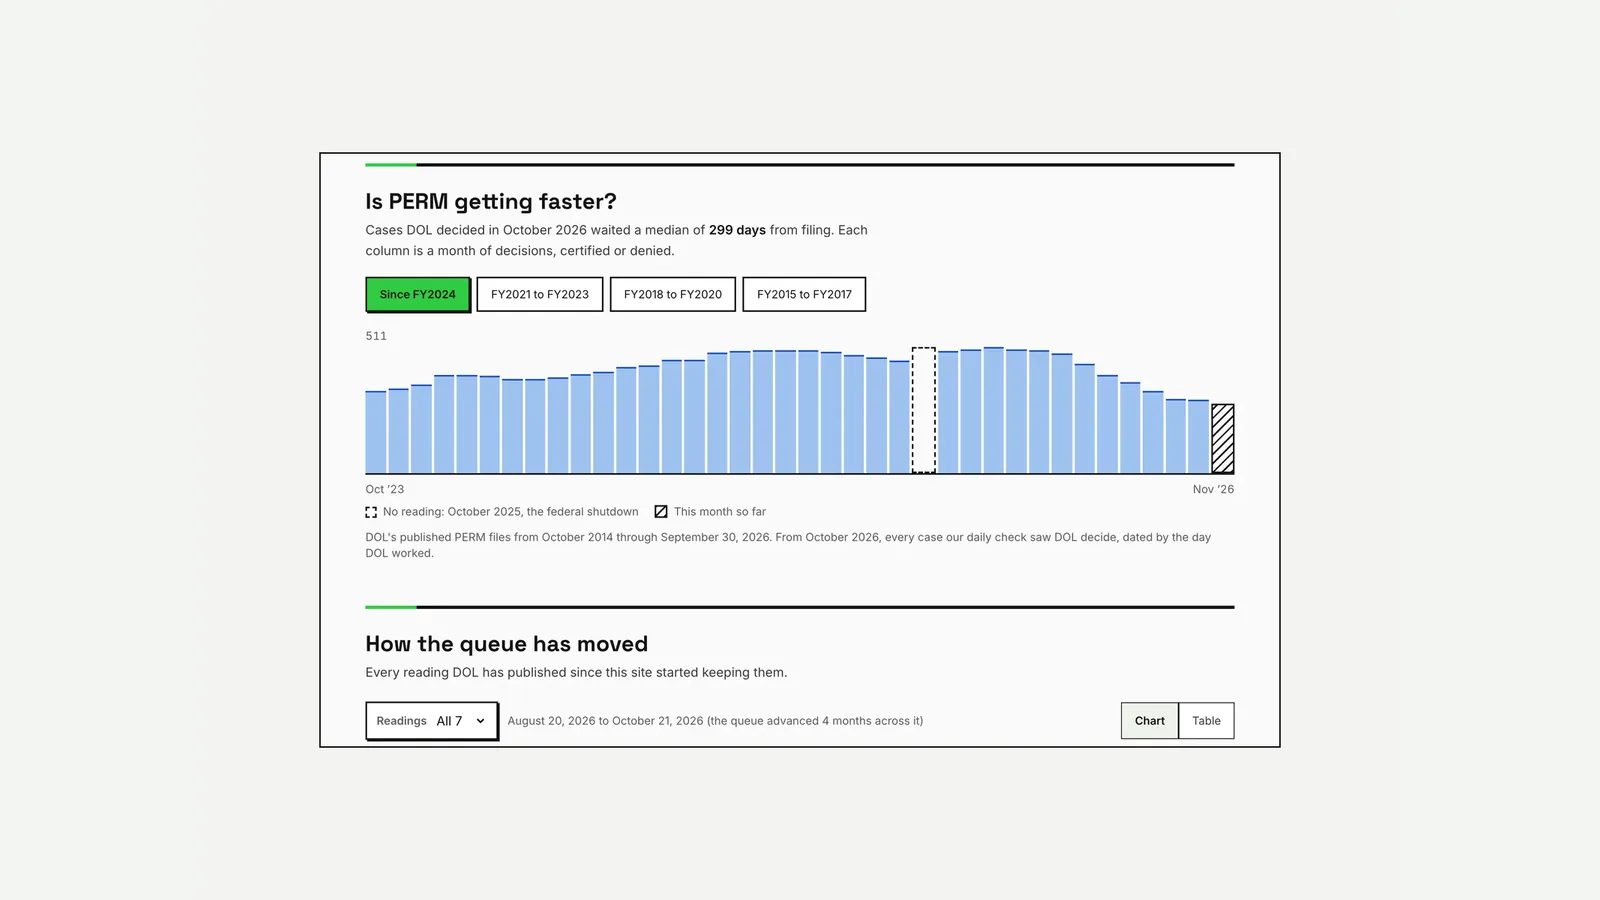 Is PERM getting faster?
Cases DOL decided in October 2026 waited a median of 299 days from filing. Each
column is a month of decisions, certified or denied.
Since FY2024
FY2021 to FY2023
FY2018 to FY2020
FY2015 to FY2017
511
Oct '23
Nov '26
No reading: October 2025, the federal shutdown
This month so far
DOL's published PERM files from October 2014 through September 30, 2026. From October 2026, every case our daily check saw DOL decide, dated by the day
DOL worked.
How the queue has moved
Every reading DOL has published since this site started keeping them.
Readings All 7
August 20, 2026 to October 21, 2026 (the queue advanced 4 months across it)
Chart
Table